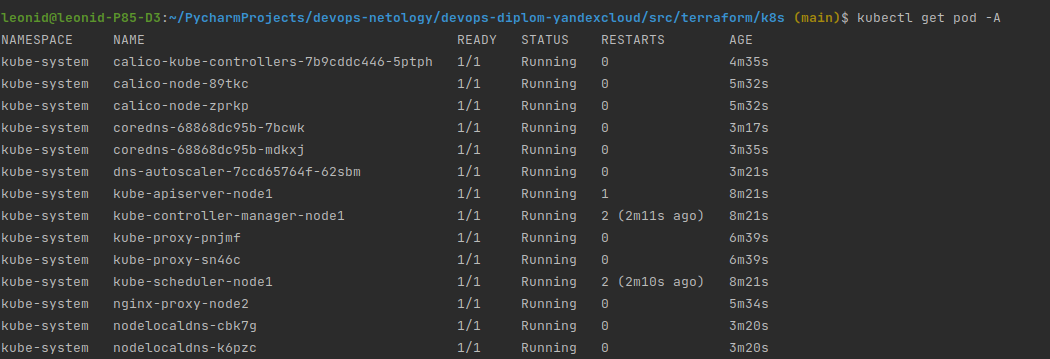 leonid@leonid-P85-D3:~/PycharmProjects/devops-netology/devops-diplom-yandexcloud/src/terraform/k8s (main)$ kubectl get pod -A
NAMESPACE NAME READY STATUS RESTARTS AGE
kube-system calico-kube-controllers-7b9cddc446-5ptph 1/1 Running 0 4m35s
kube-system calico-node-89tkc 1/1 Running 0 5m32s
kube-system calico-node-zprkp 1/1 Running 0 5m32s
kube-system coredns-68868dc95b-7bcwk 1/1 Running 0 3m17s
kube-system coredns-68868dc95b-mdkxj 1/1 Running 0 3m35s
kube-system dns-autoscaler-7ccd65764f-62sbm 1/1 Running 0 3m21s
kube-system kube-apiserver-node1 1/1 Running 1 8m21s
kube-system kube-controller-manager-node1 1/1 Running 2 (2m11s ago) 8m21s
kube-system kube-proxy-pnjmf 1/1 Running 0 6m39s
kube-system kube-proxy-sn46c 1/1 Running 0 6m39s
kube-system kube-scheduler-node1 1/1 Running 2 (2m10s ago) 8m21s
kube-system nginx-proxy-node2 1/1 Running 0 5m34s
kube-system nodelocaldns-cbk7g 1/1 Running 0 3m20s
kube-system nodelocaldns-k6pzc 1/1 Running 0 3m20s